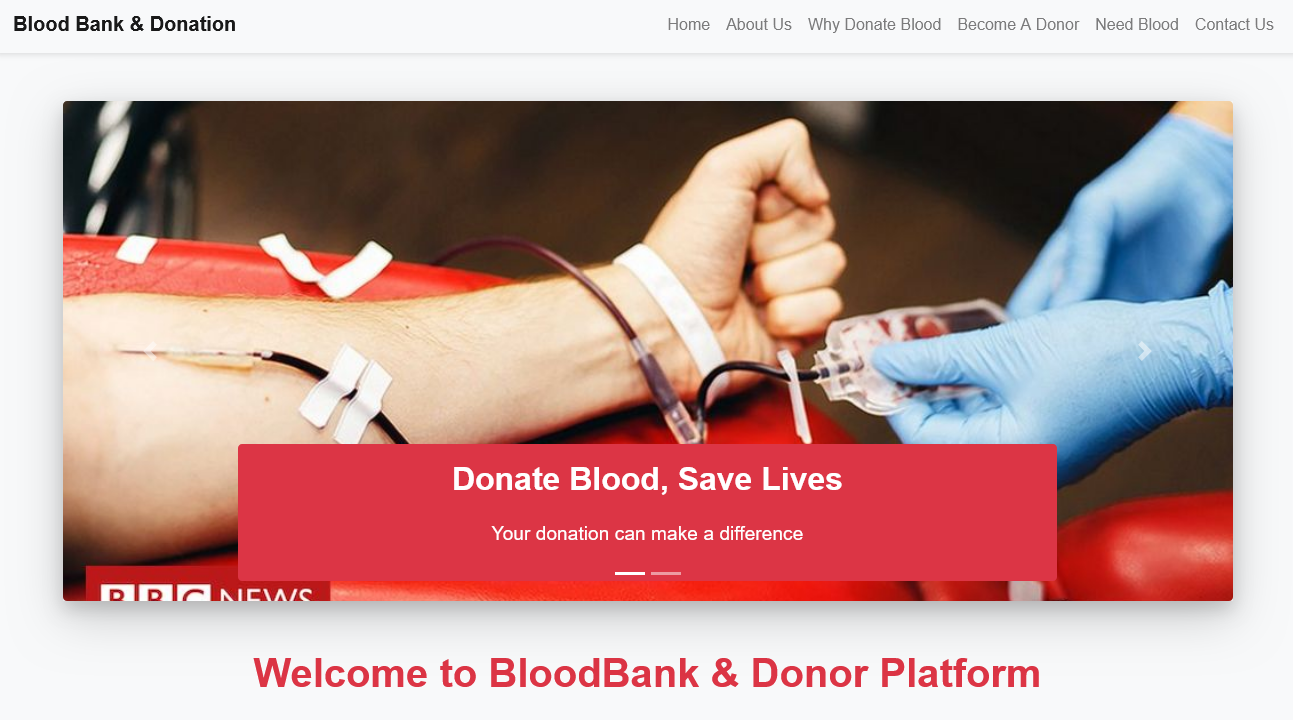 Blood Bank & Donation
Home About Us Why Donate Blood Become A Donor Need Blood Contact Us
Donate Blood, Save Lives
Your donation can make a difference
BBC NEWS
Welcome to BloodBank & Donor Platform